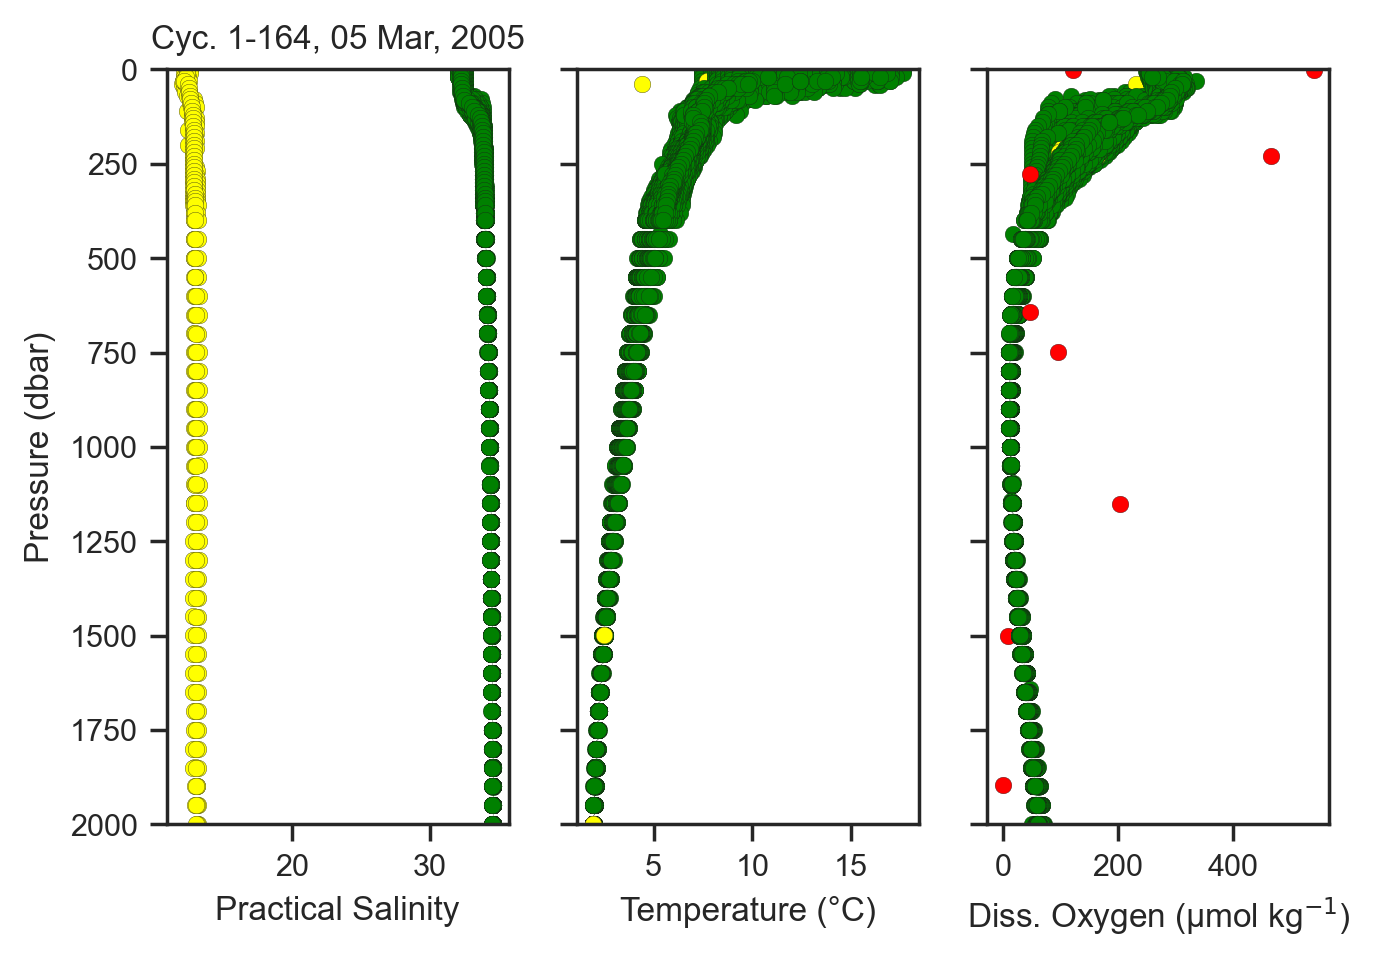 Cyc. 1-164, 05 Mar, 2005
0
250
500
750
1000
1250
1500
1750
2000
Pressure (dbar)
20 30
Practical Salinity
5 10 15
Temperature (°C)
0 200 400
Diss. Oxygen (µmol kg⁻¹)